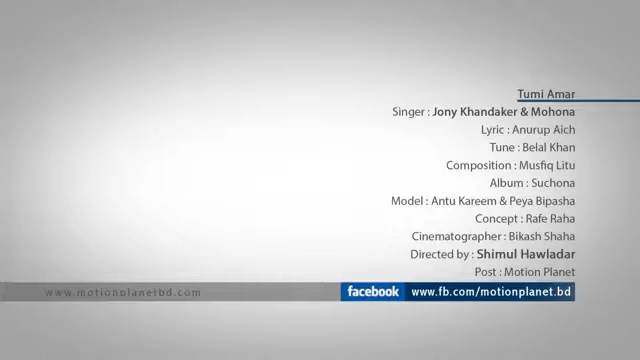 Tumi Amar
Singer : Jony Khandaker & Mohona
Lyric : Anurup Aich
Tune : Belal Khan
Composition : Musfiq Litu
Album : Suchona
Model : Antu Kareem & Peya Bipasha
Concept : Rafe Raha
Cinematographer : Bikash Shaha
Directed by : Shimul Hawladar
Post : Motion Planet
www.motionplanetbd.com
facebook www.fb.com/motionplanet.bd